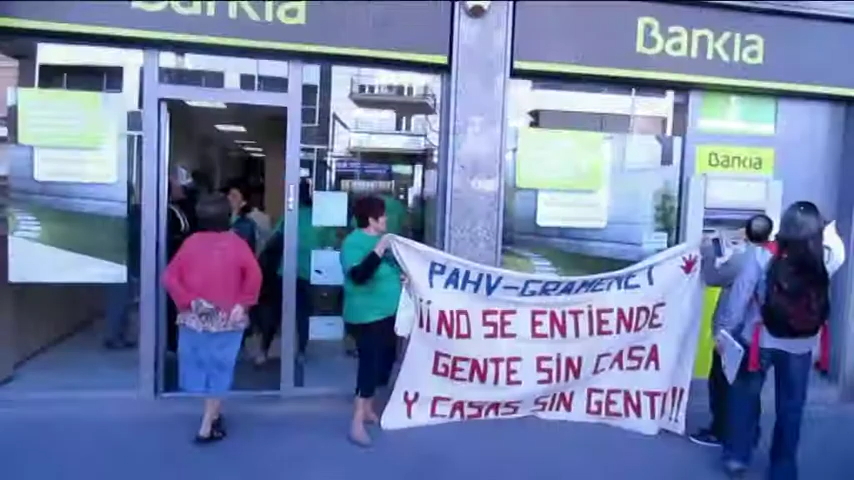 Bankia
Bankia
Bankia
PAHV-GRAMENET
¡¡NO SE ENTIENDE
GENTE SIN CASA
Y CASAS SIN GENTE!!